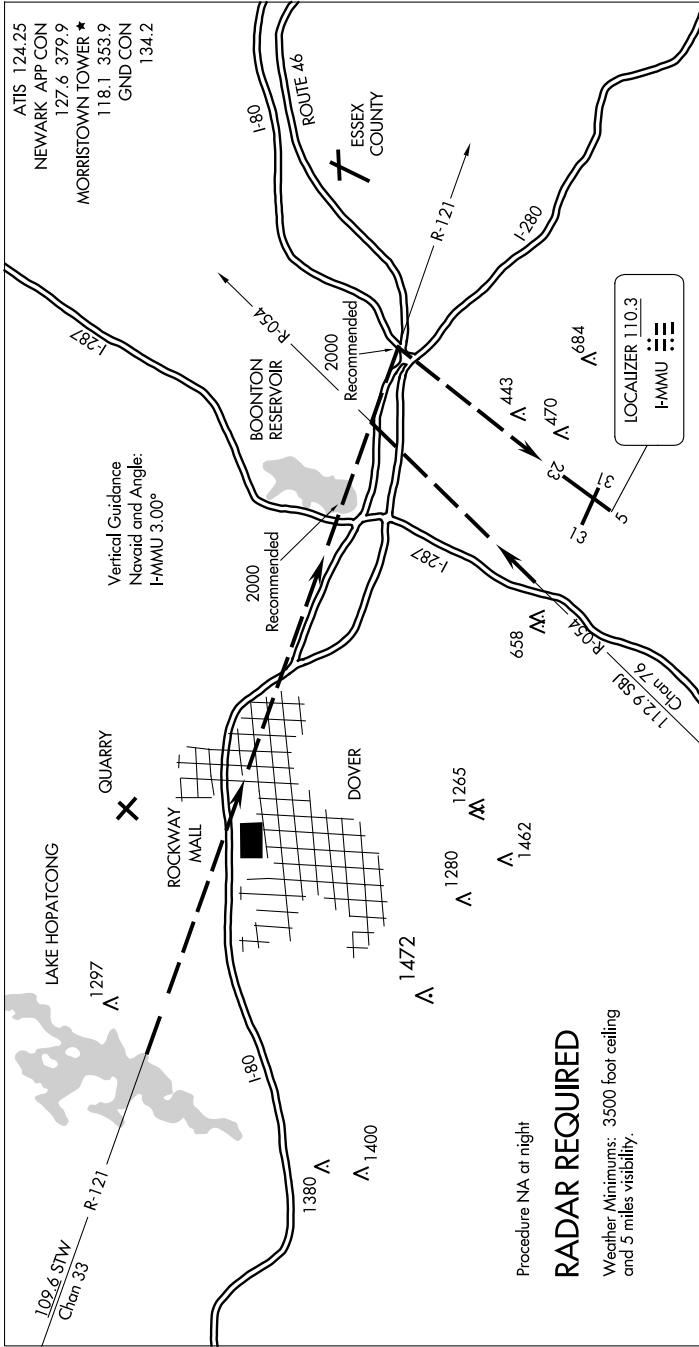 ATIS 124.25
NEWARK APP CON
127.6 379.9
MORRISTOWN TOWER ★
118.1 353.9
GND CON
134.2
109.6 STW
Chan 33
R-121
LAKE HOPATCONG
1297
QUARRY
Vertical Guidance
Navaid and Angle:
I-MMU 3.00°
I-287
I-80
ROUTE 46
ESSEX
COUNTY
ROCKWAY
MALL
I-80
2000
Recommended
BOONTON
RESERVOIR
R-054
2000
Recommended
R-121
I-280
1380
1400
1472
DOVER
1280
1265
1462
I-287
658
R-054
112.9 SBJ
Chan 76
443
470
684
23
31
13
5
LOCALIZER 110.3
I-MMU
Procedure NA at night
RADAR REQUIRED
Weather Minimums: 3500 foot ceiling
and 5 miles visibility.